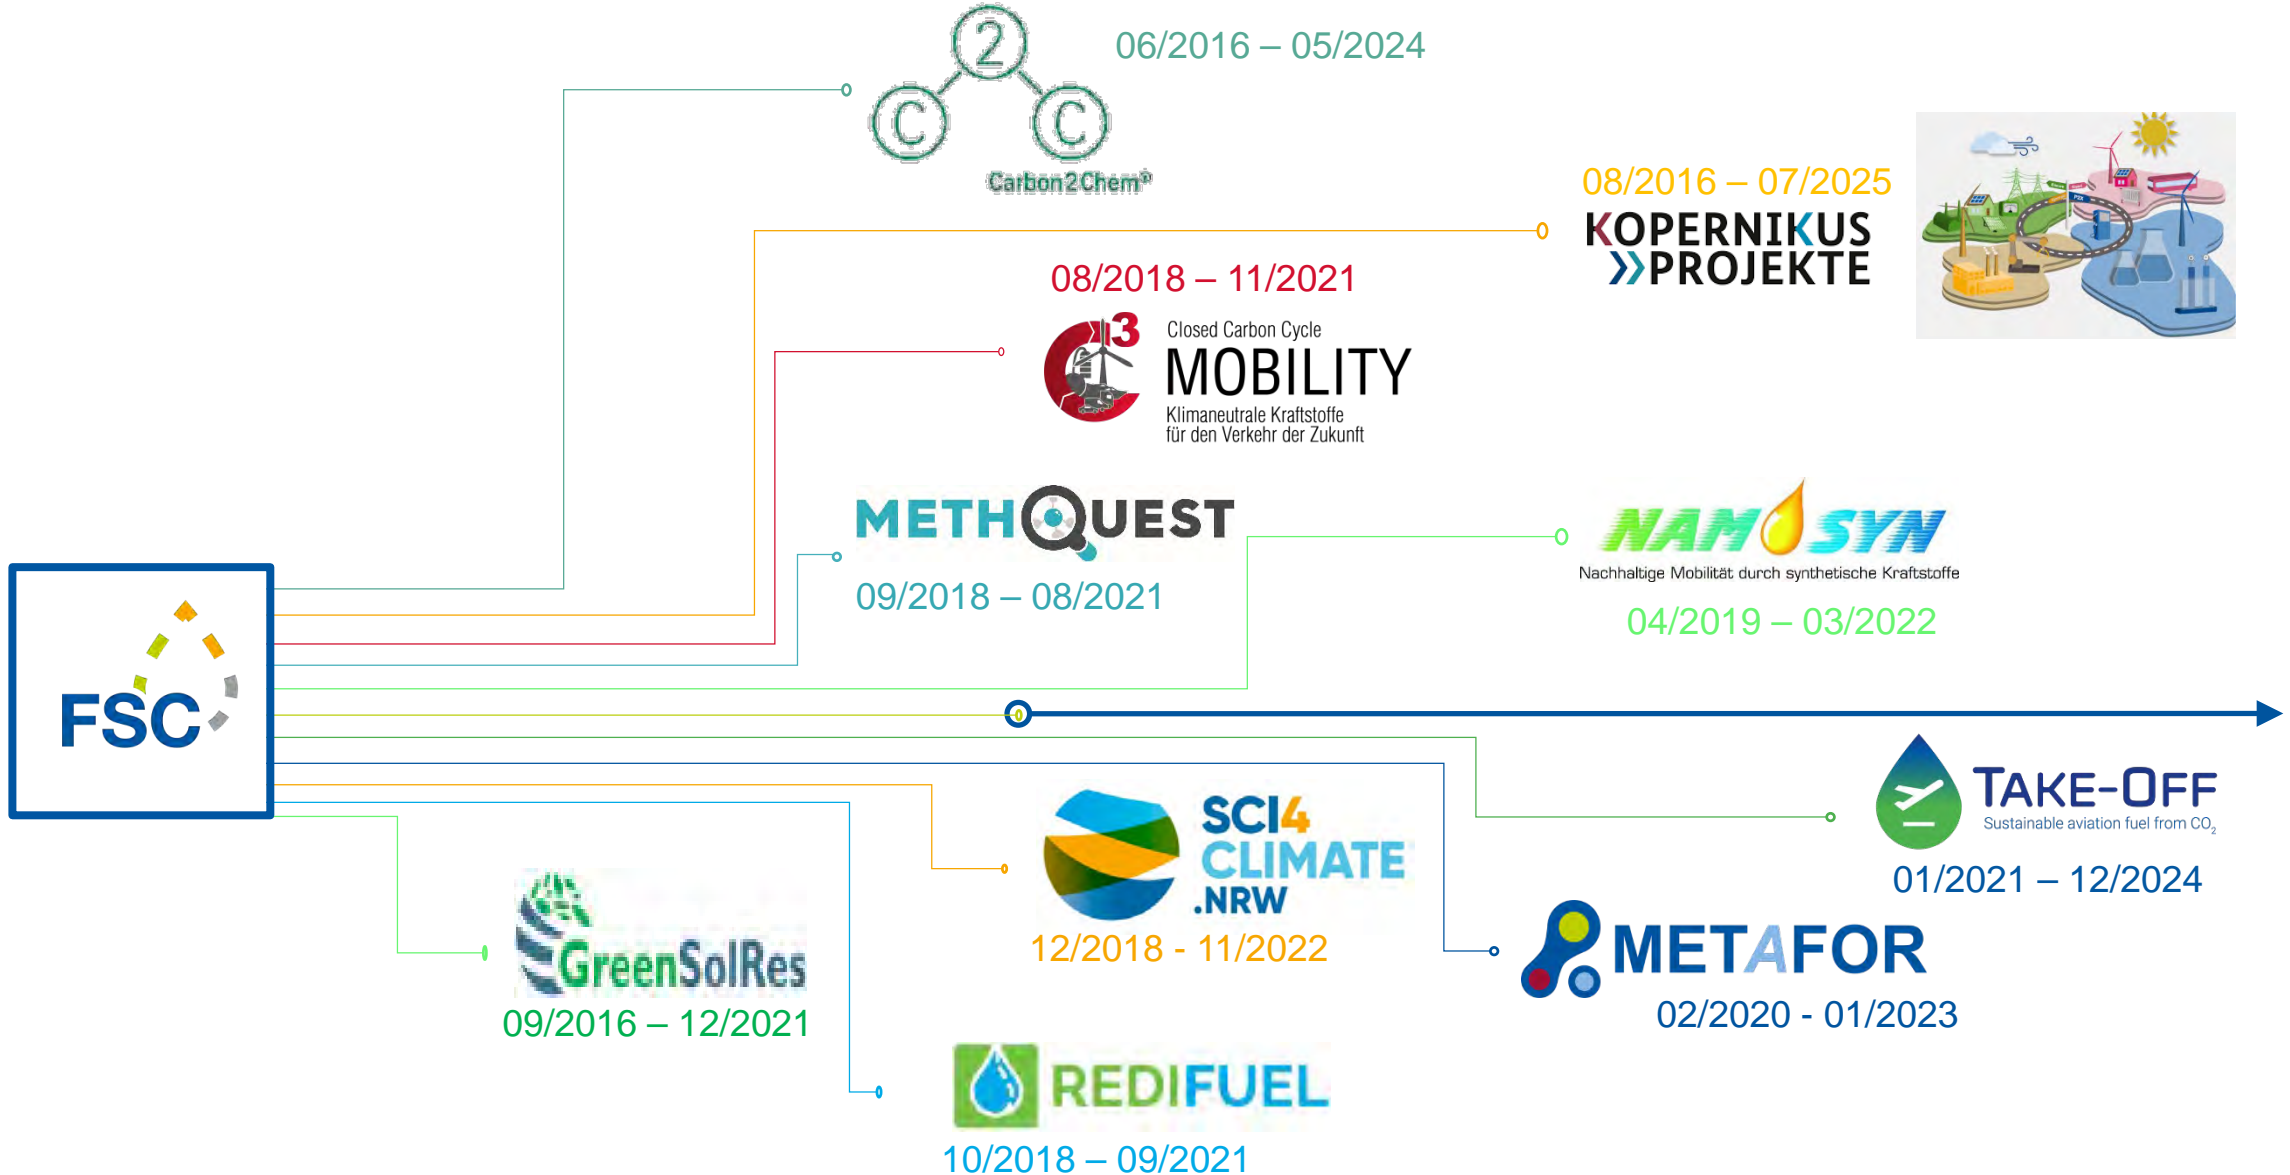 2
C C
Carbon2Chem®
06/2016 – 05/2024
08/2016 – 07/2025
KOPERNIKUS
PROJEKTE
08/2018 – 11/2021
3
Closed Carbon Cycle
MOBILITY
Klimaneutrale Kraftstoffe
für den Verkehr der Zukunft
METHQUEST
09/2018 – 08/2021
NAMOSYN
Nachhaltige Mobilität durch synthetische Kraftstoffe
04/2019 – 03/2022
FSC
TAKE-OFF
Sustainable aviation fuel from CO2
01/2021 – 12/2024
SCI4
CLIMATE
.NRW
12/2018 - 11/2022
METAFOR
02/2020 - 01/2023
GreenSolRes
09/2016 – 12/2021
REDIFUEL
10/2018 – 09/2021